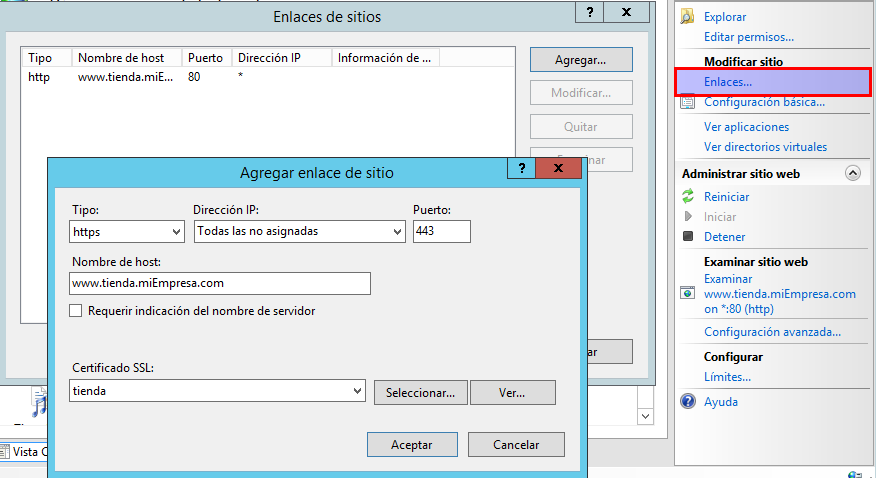 Enlaces de sitios
? X
Tipo Nombre de host Puerto Dirección IP Información de ...
http www.tienda.miE... 80 *
Agregar...
Modificar...
Quitar
Agregar enlace de sitio
? X
Tipo: Dirección IP: Puerto:
https Todas las no asignadas 443
Nombre de host:
www.tienda.miEmpresa.com
Requerir indicación del nombre de servidor
Certificado SSL:
tienda Seleccionar... Ver...
Aceptar Cancelar
Vista
Explorar
Editar permisos...
Modificar sitio
Enlaces...
Configuración básica...
Ver aplicaciones
Ver directorios virtuales
Administrar sitio web
Reiniciar
Iniciar
Detener
Examinar sitio web
Examinar
www.tienda.miEmpresa.com
on *:80 (http)
Configuración avanzada...
Configurar
Límites...
Ayuda